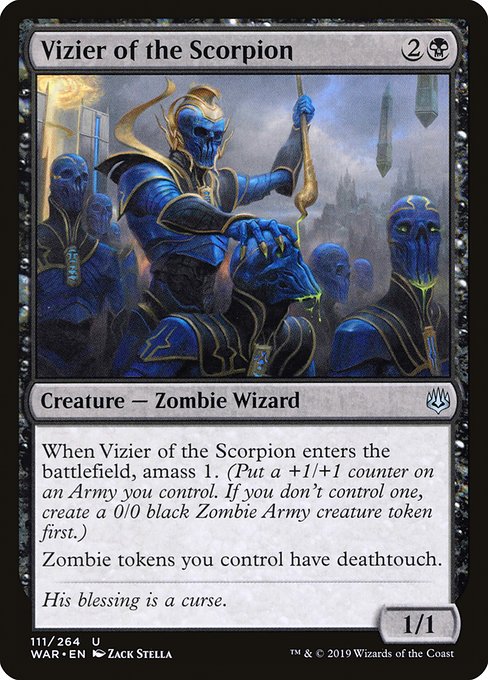 Vizier of the Scorpion 2
Creature — Zombie Wizard
When Vizier of the Scorpion enters the
battlefield, amass 1. (Put a +1/+1 counter on
an Army you control. If you don't control one,
create a 0/0 black Zombie Army creature token
first.)
Zombie tokens you control have deathtouch.
His blessing is a curse.
1/1
111/264 U
WAR • EN Zack Stella
™ & © 2019 Wizards of the Coast